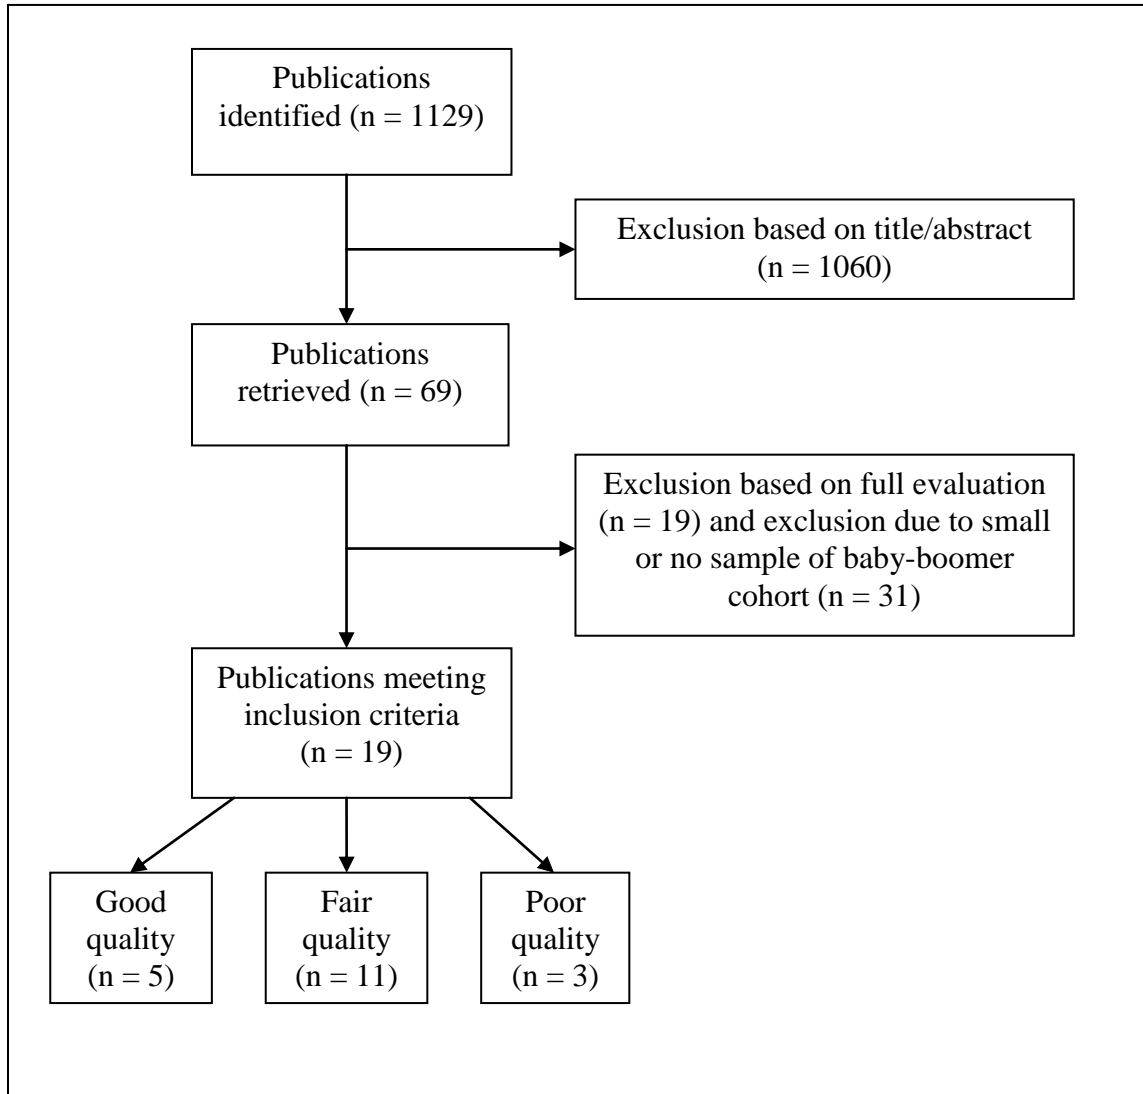 Publications
identified (n = 1129)
Exclusion based on title/abstract
(n = 1060)
Publications
retrieved (n = 69)
Exclusion based on full evaluation
(n = 19) and exclusion due to small
or no sample of baby-boomer
cohort (n = 31)
Publications meeting
inclusion criteria
(n = 19)
Good
quality
(n = 5)
Fair
quality
(n = 11)
Poor
quality
(n = 3)